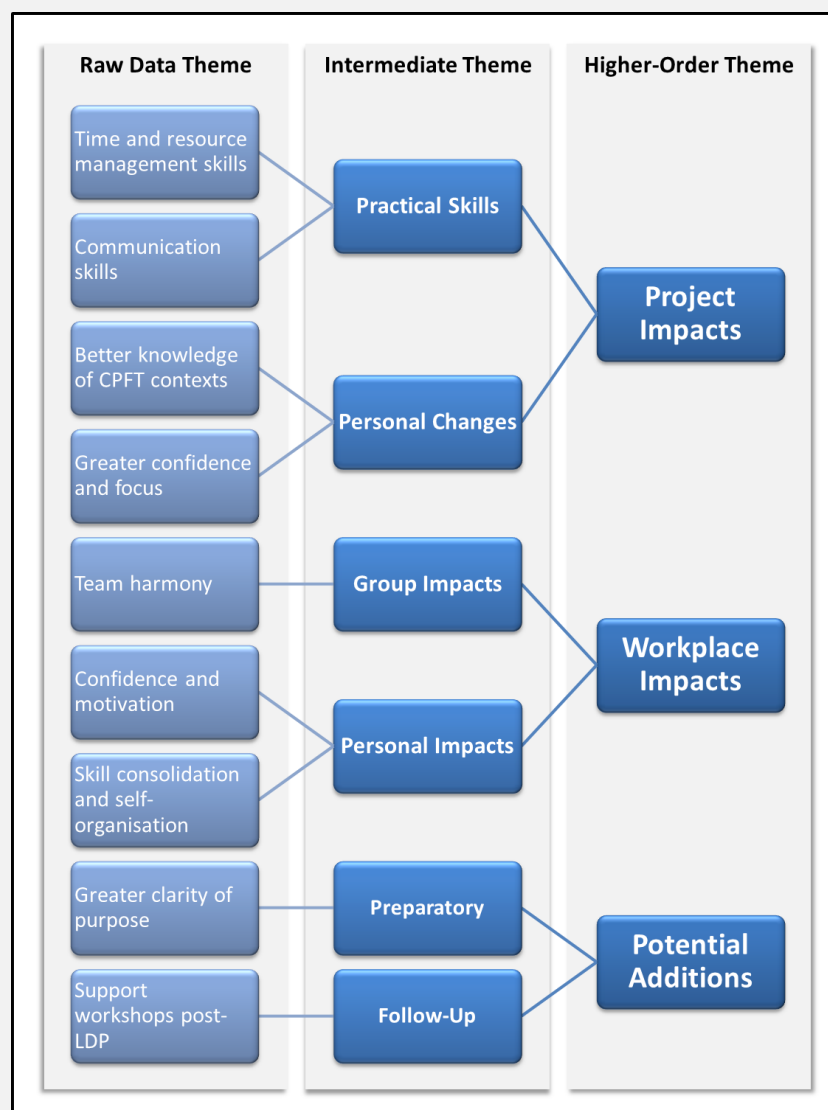 Raw Data Theme
Intermediate Theme
Higher-Order Theme
Time and resource
management skills
Communication
skills
Better knowledge
of CPFT contexts
Greater confidence
and focus
Team harmony
Confidence and
motivation
Skill consolidation
and self-
organisation
Greater clarity of
purpose
Support
workshops post-
LDP
Practical Skills
Personal Changes
Group Impacts
Personal Impacts
Preparatory
Follow-Up
Project
Impacts
Workplace
Impacts
Potential
Additions